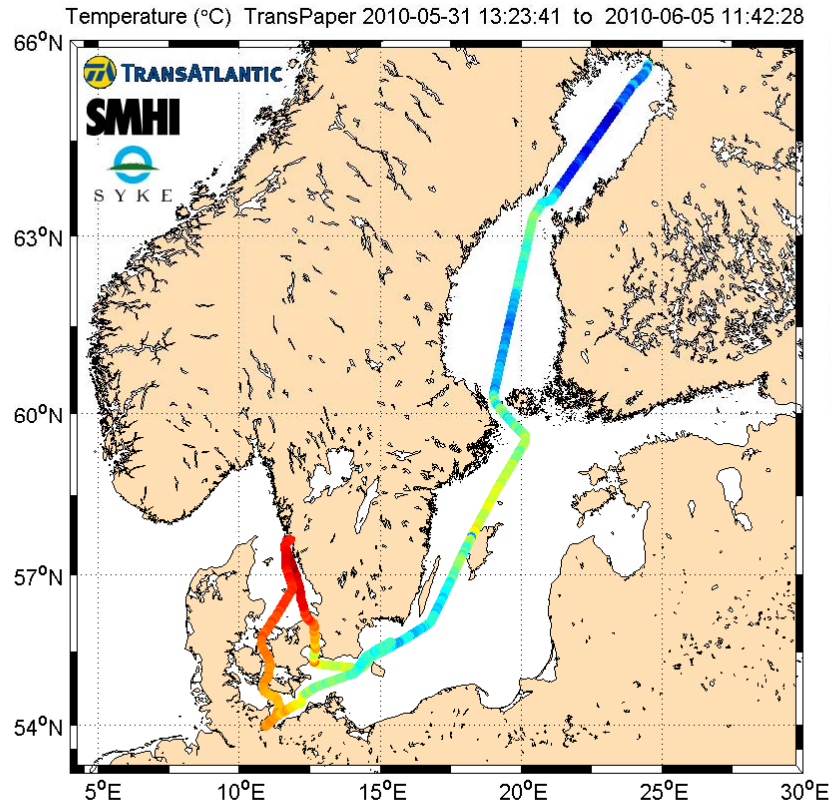 Temperature (°C) TransPaper 2010-05-31 13:23:41 to 2010-06-05 11:42:28
66°N
TRANSATLANTIC
SMHI
SYKE
63°N
60°N
57°N
54°N
5°E 10°E 15°E 20°E 25°E 30°E